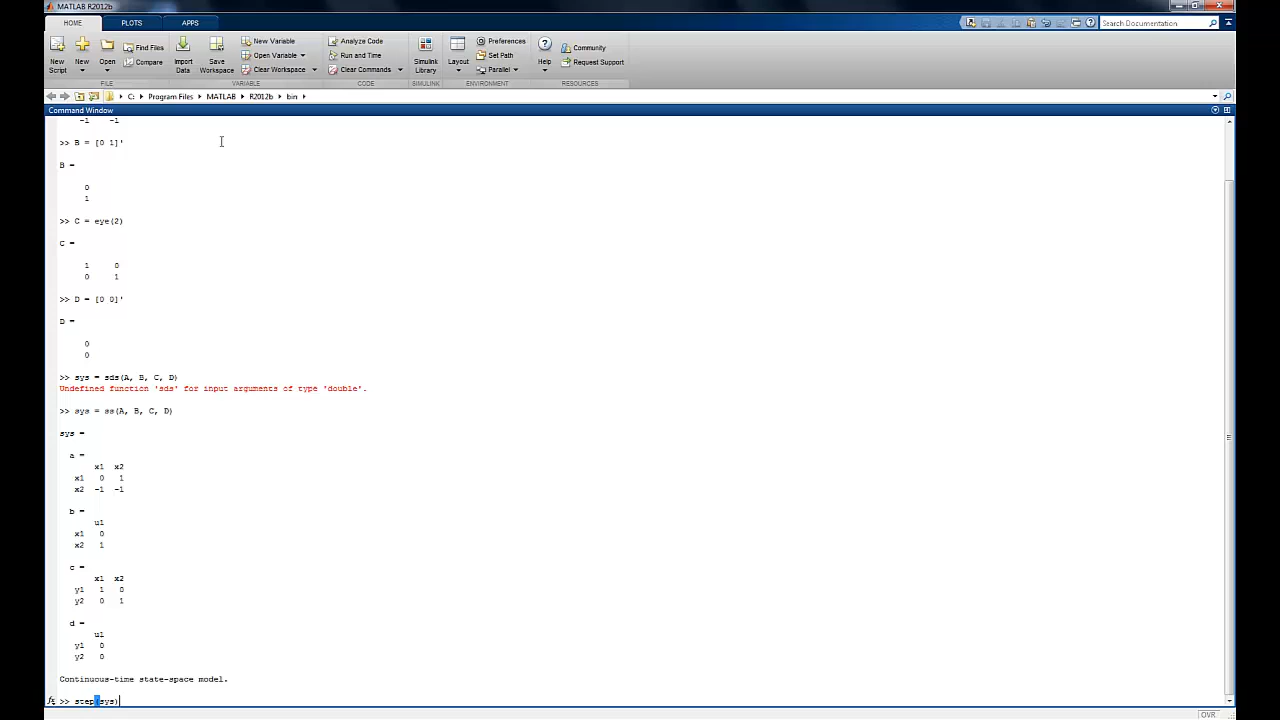 MATLAB R2012b
HOME PLOTS APPS
Search Documentation
New Script
New
Open
Find Files
Compare
Import Data
Save Workspace
New Variable
Open Variable
Clear Workspace
Analyze Code
Run and Time
Clear Commands
Simulink Library
Layout
Preferences
Set Path
Parallel
Help
Community
Request Support
FILE VARIABLE CODE SIMULINK ENVIRONMENT RESOURCES
C: Program Files MATLAB R2012b bin
Command Window
-1 -1
>> B = [0 1]'
B =
0
1
>> C = eye(2)
C =
1 0
0 1
>> D = [0 0]'
D =
0
0
>> sys = sds(A, B, C, D)
Undefined function 'sds' for input arguments of type 'double'.
>> sys = ss(A, B, C, D)
sys =
a =
x1 x2
x1 0 1
x2 -1 -1
b =
u1
x1 0
x2 1
c =
x1 x2
y1 1 0
y2 0 1
d =
u1
y1 0
y2 0
Continuous-time state-space model.
fx >> step(sys)
OVR